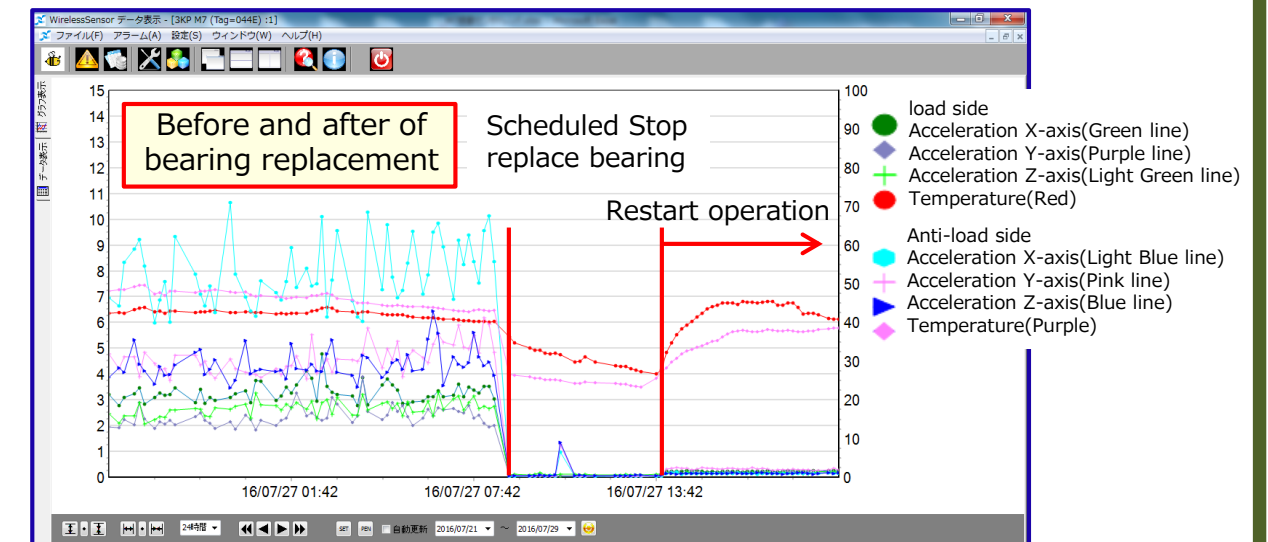 WirelessSensor データ表示 - [3KP M7 (Tag=044E) :1]
ファイル(F) アラーム(A) 設定(S) ウィンドウ(W) ヘルプ(H)
グラフ表示
データ表示
15
14
13
12
11
10
9
8
7
6
5
4
3
2
1
0
Before and after of
bearing replacement
Scheduled Stop
replace bearing
Restart operation
100
90
80
70
60
50
40
30
20
10
0
load side
Acceleration X-axis(Green line)
Acceleration Y-axis(Purple line)
Acceleration Z-axis(Light Green line)
Temperature(Red)
Anti-load side
Acceleration X-axis(Light Blue line)
Acceleration Y-axis(Pink line)
Acceleration Z-axis(Blue line)
Temperature(Purple)
16/07/27 01:42 16/07/27 07:42 16/07/27 13:42
24時間 SET PEN 自動更新 2016/07/21 ～ 2016/07/29